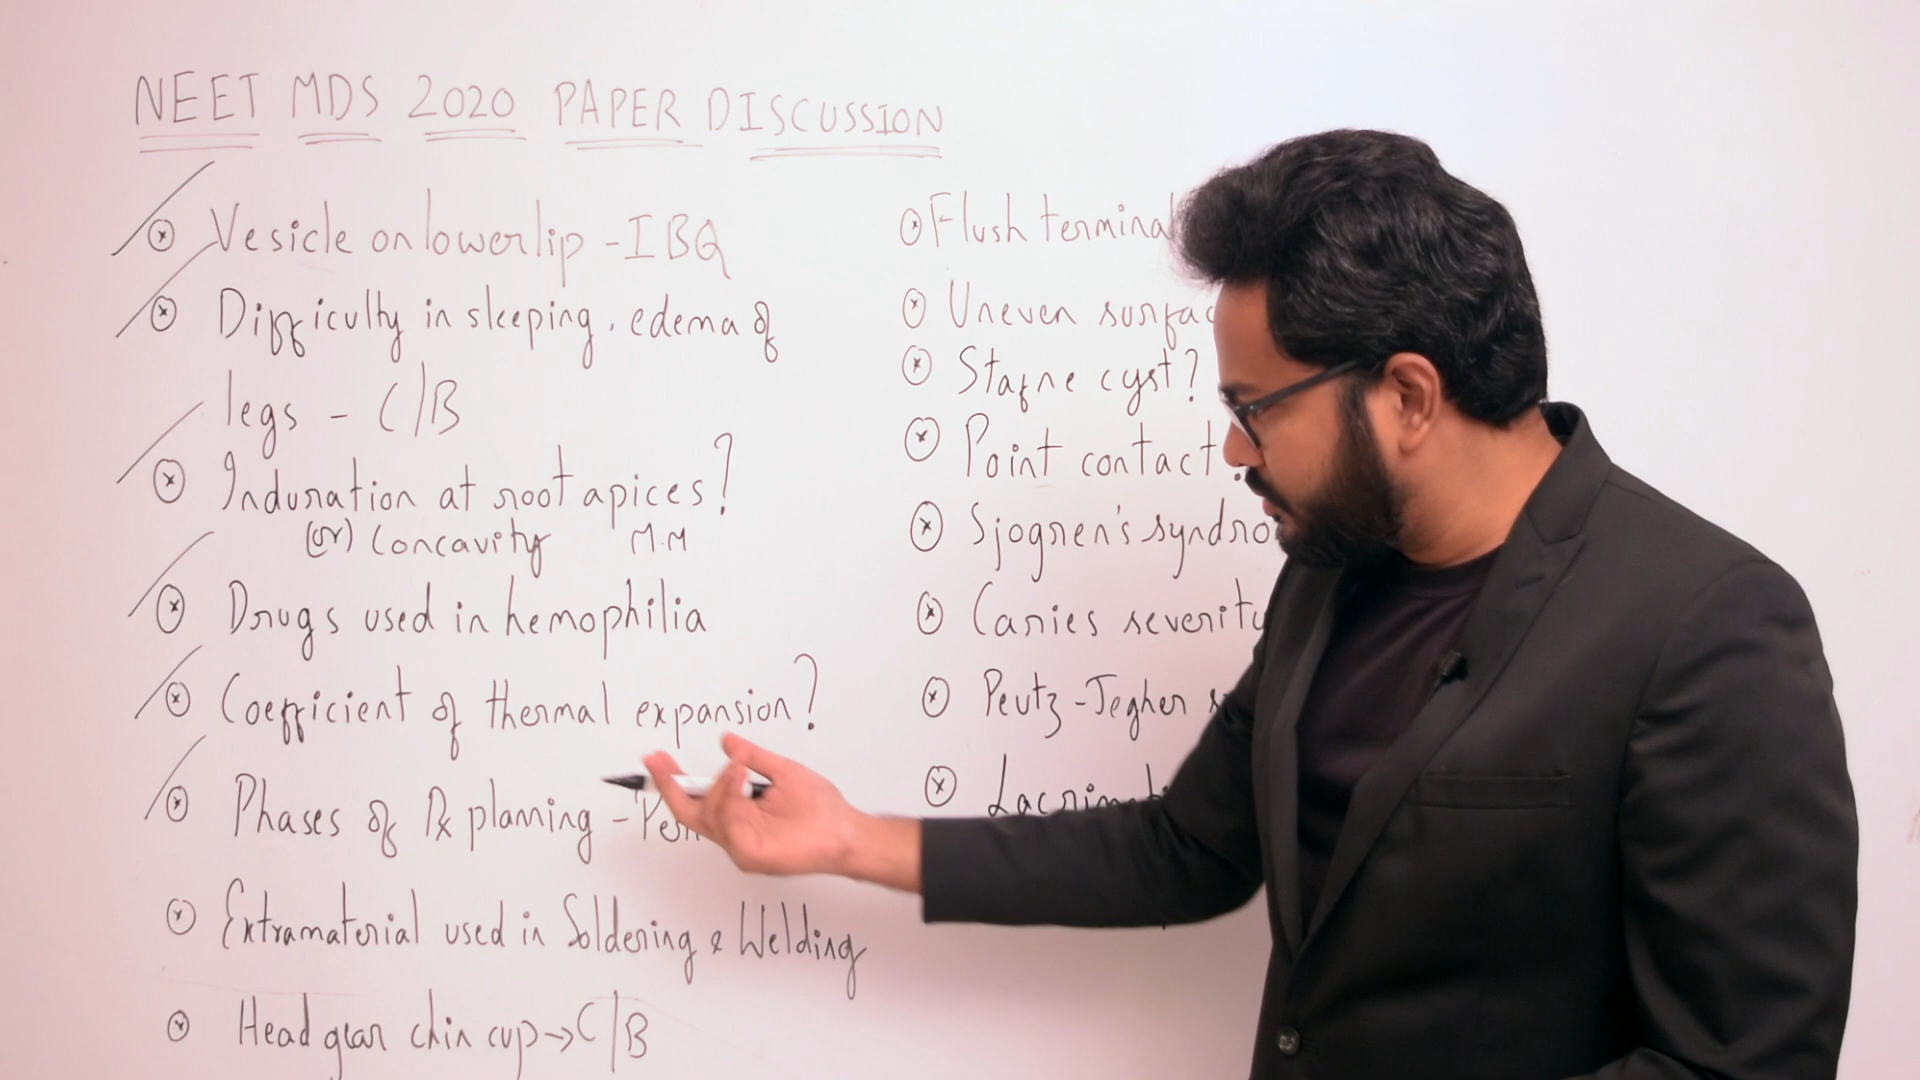 NEET MDS 2020 PAPER DISCUSSION
Vesicle on lower lip - IBQ
Difficulty in sleeping, edema of
legs - C/B
Induration at root apices?
(or) Concavity M.M
Drugs used in hemophilia
Coefficient of thermal expansion?
Phases of Rx planning -
Extramaterial used in Soldering & Welding
Head gear chin cup→C/B
Flush terminal
Uneven surfac
Stafne cyst?
Point contact
Sjogren's syndro
Caries severity
Peutz-Jegher